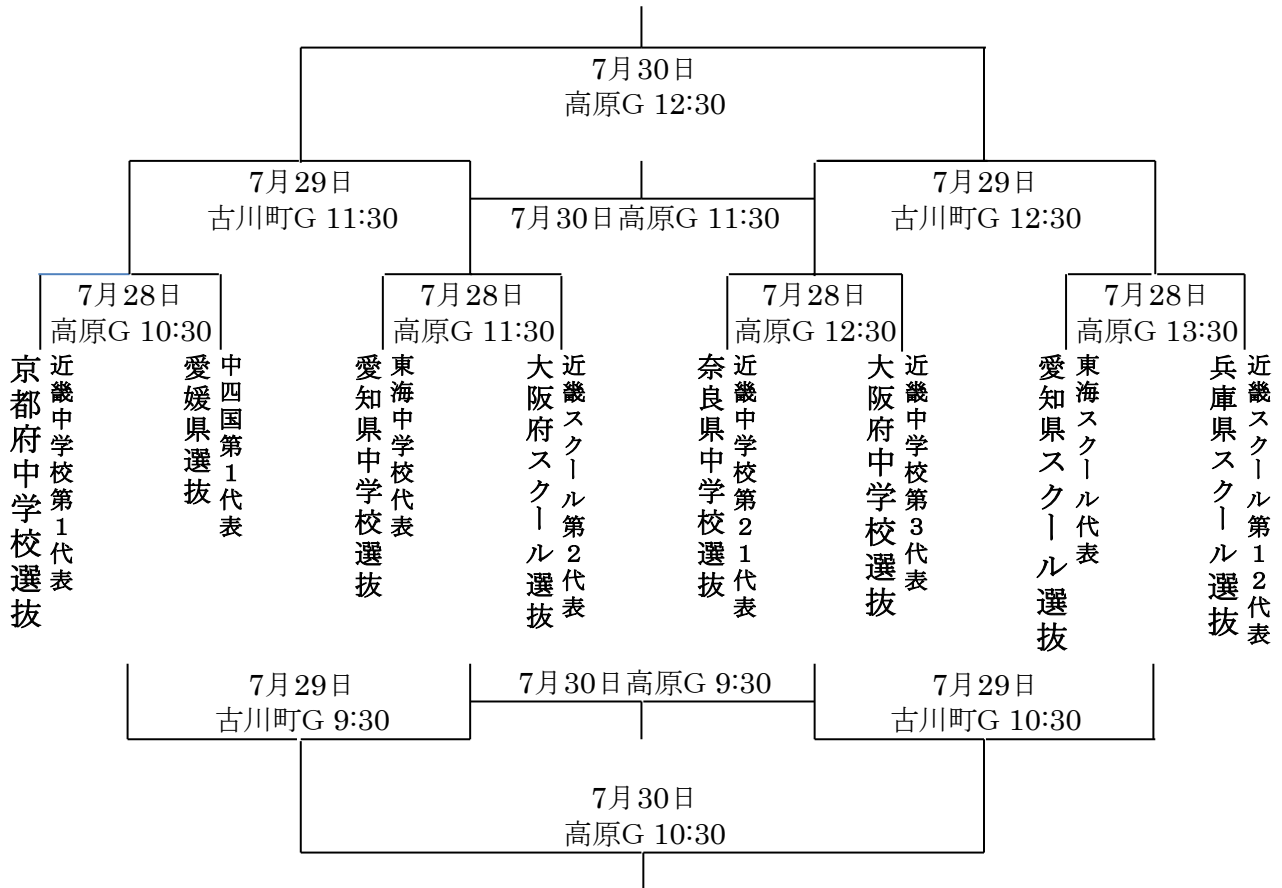 7月30日
高原G 12:30
7月29日
古川町G 11:30
7月30日高原G 11:30
7月29日
古川町G 12:30
7月28日
高原G 10:30
7月28日
高原G 11:30
7月28日
高原G 12:30
7月28日
高原G 13:30
近畿中学校第1代表
京都府中学校選抜
中四国第1代表
愛媛県選抜
東海中学校代表
愛知県中学校選抜
近畿スクール第2代表
大阪府スクール選抜
近畿中学校第21代表
奈良県中学校選抜
近畿中学校第3代表
大阪府中学校選抜
東海スクール代表
愛知県スクール選抜
近畿スクール第12代表
兵庫県スクール選抜
7月29日
古川町G 9:30
7月30日高原G 9:30
7月29日
古川町G 10:30
7月30日
高原G 10:30